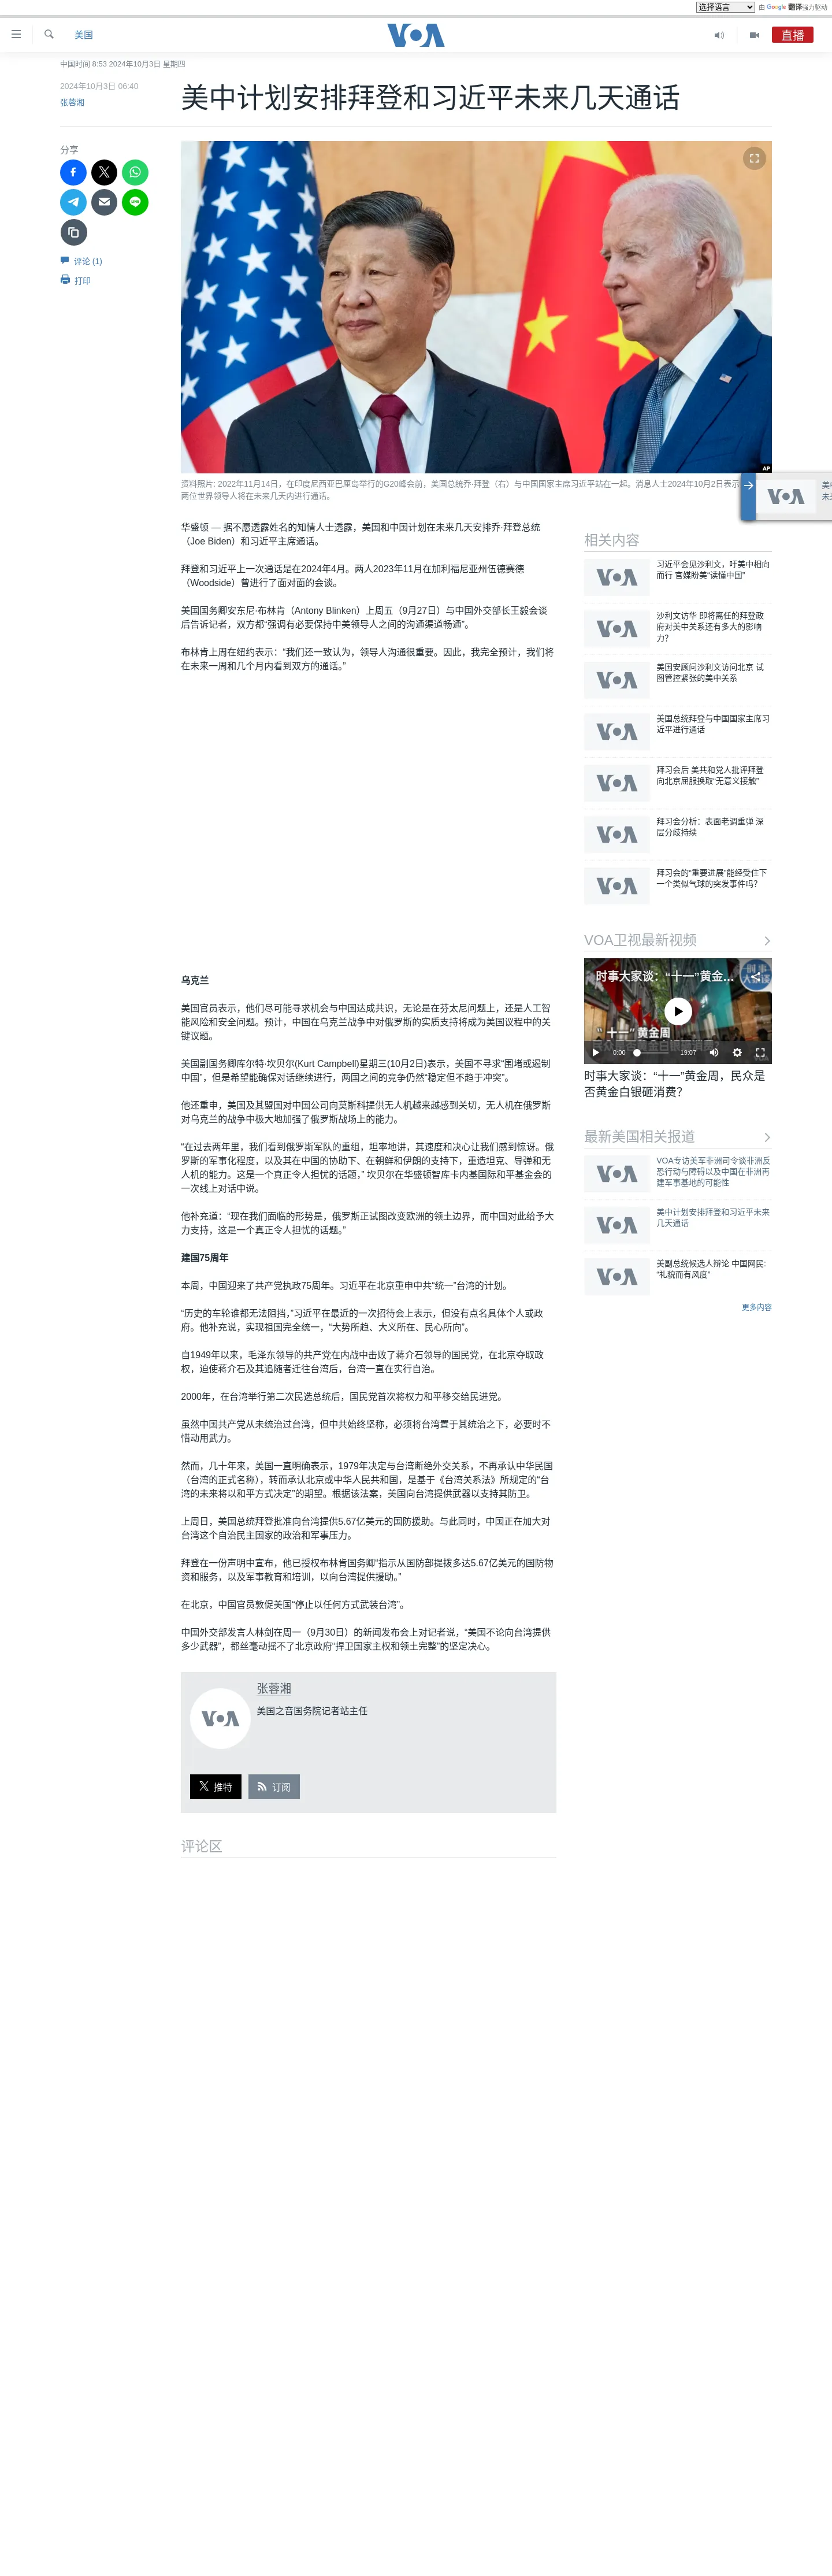 选择语言 由 Google 翻译强力驱动
美国
VOA
直播
中国时间 8:53 2024年10月3日 星期四
2024年10月3日 06:40
张蓉湘
美中计划安排拜登和习近平未来几天通话
分享
评论 (1)
打印
AP
资料照片: 2022年11月14日，在印度尼西亚巴厘岛举行的G20峰会前，美国总统乔·拜登（右）与中国国家主席习近平站在一起。消息人士2024年10月2日表示
两位世界领导人将在未来几天内进行通话。
VOA
华盛顿 — 据不愿透露姓名的知情人士透露，美国和中国计划在未来几天安排乔·拜登总统
（Joe Biden）和习近平主席通话。
拜登和习近平上一次通话是在2024年4月。两人2023年11月在加利福尼亚州伍德赛德
（Woodside）曾进行了面对面的会谈。
美国国务卿安东尼·布林肯（Antony Blinken）上周五（9月27日）与中国外交部长王毅会谈
后告诉记者，双方都“强调有必要保持中美领导人之间的沟通渠道畅通”。
布林肯上周在纽约表示：“我们还一致认为，领导人沟通很重要。因此，我完全预计，我们将
在未来一周和几个月内看到双方的通话。”
乌克兰
美国官员表示，他们尽可能寻求机会与中国达成共识，无论是在芬太尼问题上，还是人工智
能风险和安全问题。预计，中国在乌克兰战争中对俄罗斯的实质支持将成为美国议程中的关
键议题。
美国副国务卿库尔特·坎贝尔(Kurt Campbell)星期三(10月2日)表示，美国不寻求“围堵或遏制
中国”，但是希望能确保对话继续进行，两国之间的竞争仍然“稳定但不趋于冲突”。
他还重申，美国及其盟国对中国公司向莫斯科提供无人机越来越感到关切，无人机在俄罗斯
对乌克兰的战争中极大地加强了俄罗斯战场上的能力。
“在过去两年里，我们看到俄罗斯军队的重组，坦率地讲，其速度和决心让我们感到惊讶。俄
罗斯的军事化程度，以及其在中国的协助下、在朝鲜和伊朗的支持下，重造坦克、导弹和无
人机的能力。这是一个真正令人担忧的话题，” 坎贝尔在华盛顿智库卡内基国际和平基金会的
一次线上对话中说。
他补充道：“现在我们面临的形势是，俄罗斯正试图改变欧洲的领土边界，而中国对此给予大
力支持，这是一个真正令人担忧的话题。”
建国75周年
本周，中国迎来了共产党执政75周年。习近平在北京重申中共“统一”台湾的计划。
“历史的车轮谁都无法阻挡，”习近平在最近的一次招待会上表示，但没有点名具体个人或政
府。他补充说，实现祖国完全统一，“大势所趋、大义所在、民心所向”。
自1949年以来，毛泽东领导的共产党在内战中击败了蒋介石领导的国民党，在北京夺取政
权，迫使蒋介石及其追随者迁往台湾后，台湾一直在实行自治。
2000年，在台湾举行第二次民选总统后，国民党首次将权力和平移交给民进党。
虽然中国共产党从未统治过台湾，但中共始终坚称，必须将台湾置于其统治之下，必要时不
惜动用武力。
然而，几十年来，美国一直明确表示，1979年决定与台湾断绝外交关系，不再承认中华民国
（台湾的正式名称），转而承认北京或中华人民共和国，是基于《台湾关系法》所规定的“台
湾的未来将以和平方式决定”的期望。根据该法案，美国向台湾提供武器以支持其防卫。
上周日，美国总统拜登批准向台湾提供5.67亿美元的国防援助。与此同时，中国正在加大对
台湾这个自治民主国家的政治和军事压力。
拜登在一份声明中宣布，他已授权布林肯国务卿“指示从国防部提拨多达5.67亿美元的国防物
资和服务，以及军事教育和培训，以向台湾提供援助。”
在北京，中国官员敦促美国“停止以任何方式武装台湾”。
中国外交部发言人林剑在周一（9月30日）的新闻发布会上对记者说，“美国不论向台湾提供
多少武器”，都丝毫动摇不了北京政府“捍卫国家主权和领土完整”的坚定决心。
VOA
张蓉湘
美国之音国务院记者站主任
推特
订阅
评论区
相关内容
VOA
习近平会见沙利文，吁美中相向
而行 官媒盼美“读懂中国”
VOA
沙利文访华 即将离任的拜登政
府对美中关系还有多大的影响
力？
VOA
美国安顾问沙利文访问北京 试
图管控紧张的美中关系
VOA
美国总统拜登与中国国家主席习
近平进行通话
VOA
拜习会后 美共和党人批评拜登
向北京屈服换取“无意义接触”
VOA
拜习会分析：表面老调重弹 深
层分歧持续
VOA
拜习会的“重要进展”能经受住下
一个类似气球的突发事件吗？
VOA卫视最新视频
时事大家谈：“十一”黄金...
“十一”黄金周
0:00 19:07
时事大家谈：“十一”黄金周，民众是
否黄金白银砸消费？
最新美国相关报道
VOA
VOA专访美军非洲司令谈非洲反
恐行动与障碍以及中国在非洲再
建军事基地的可能性
VOA
美中计划安排拜登和习近平未来
几天通话
VOA
美副总统候选人辩论 中国网民:
“礼貌而有风度”
更多内容